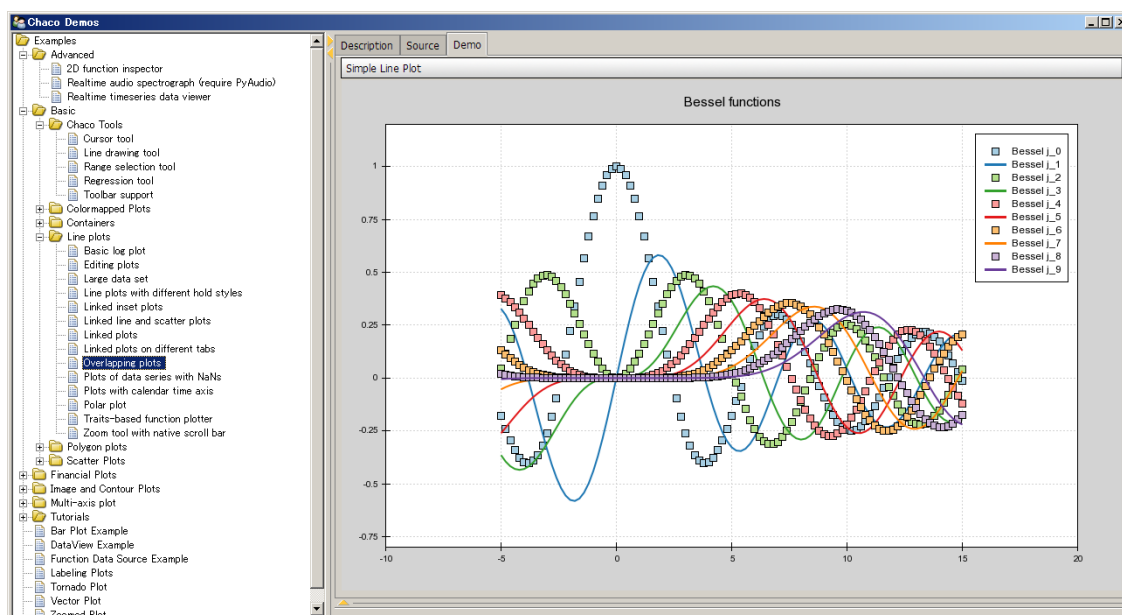 Chaco Demos
Examples
Advanced
2D function inspector
Realtime audio spectrograph (require PyAudio)
Realtime timeseries data viewer
Basic
Chaco Tools
Cursor tool
Line drawing tool
Range selection tool
Regression tool
Toolbar support
Colormapped Plots
Containers
Line plots
Basic log plot
Editing plots
Large data set
Line plots with different hold styles
Linked inset plots
Linked line and scatter plots
Linked plots
Linked plots on different tabs
Overlapping plots
Plots of data series with NaNs
Plots with calendar time axis
Polar plot
Traits-based function plotter
Zoom tool with native scroll bar
Polygon plots
Scatter Plots
Financial Plots
Image and Contour Plots
Multi-axis plot
Tutorials
Bar Plot Example
DataView Example
Function Data Source Example
Labeling Plots
Tornado Plot
Vector Plot
Zoomed Plot
Description Source Demo
Simple Line Plot
Bessel functions
1
0.75
0.5
0.25
0
-0.25
-0.5
-0.75
-10 -5 0 5 10 15 20
Bessel j_0
Bessel j_1
Bessel j_2
Bessel j_3
Bessel j_4
Bessel j_5
Bessel j_6
Bessel j_7
Bessel j_8
Bessel j_9